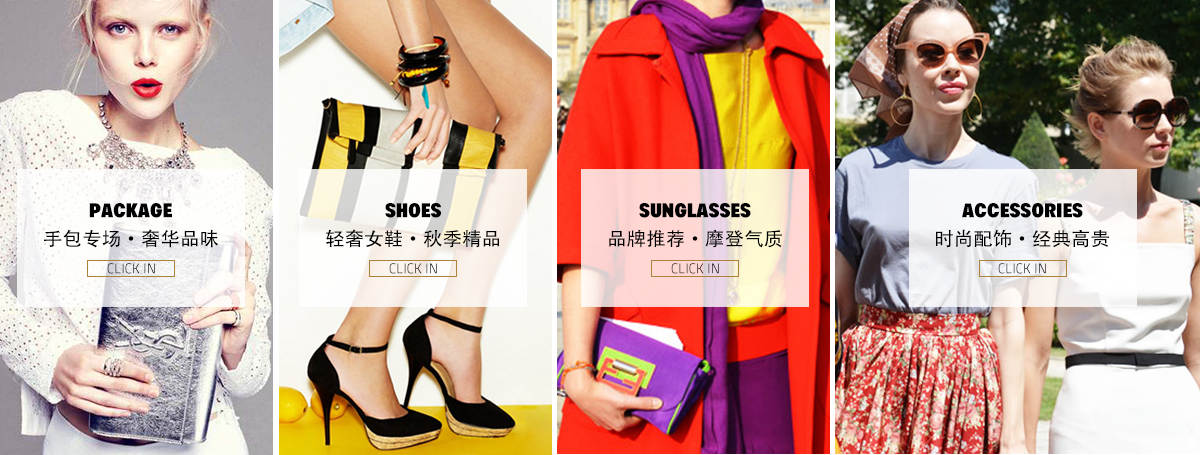 PACKAGE
手包专场·奢华品味
CLICK IN
SHOES
轻奢女鞋·秋季精品
CLICK IN
SUNGLASSES
品牌推荐·摩登气质
CLICK IN
ACCESSORIES
时尚配饰·经典高贵
CLICK IN